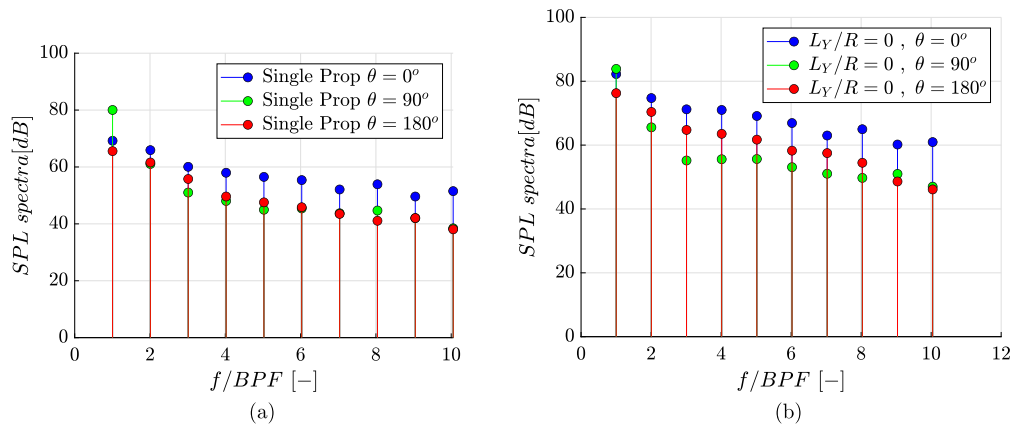 100
80
60
40
20
0
0 2 4 6 8 10
SPL spectra[dB]
f/BPF [−]
Single Prop θ = 0°
Single Prop θ = 90°
Single Prop θ = 180°
(a)
100
80
60
40
20
0
0 2 4 6 8 10 12
SPL spectra[dB]
f/BPF [−]
L_Y/R = 0 , θ = 0°
L_Y/R = 0 , θ = 90°
L_Y/R = 0 , θ = 180°
(b)